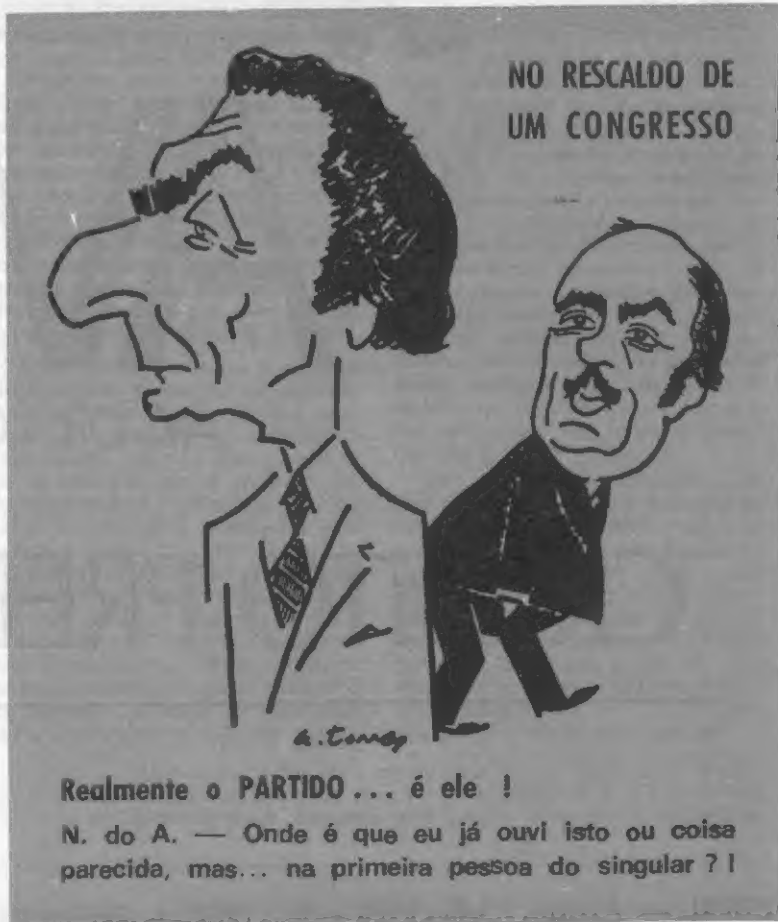 NO RESCALDO DE
UM CONGRESSO
Realmente o PARTIDO... é ele !
N. do A. — Onde é que eu já ouvi isto ou coisa
parecida, mas... na primeira pessoa do singular ? !